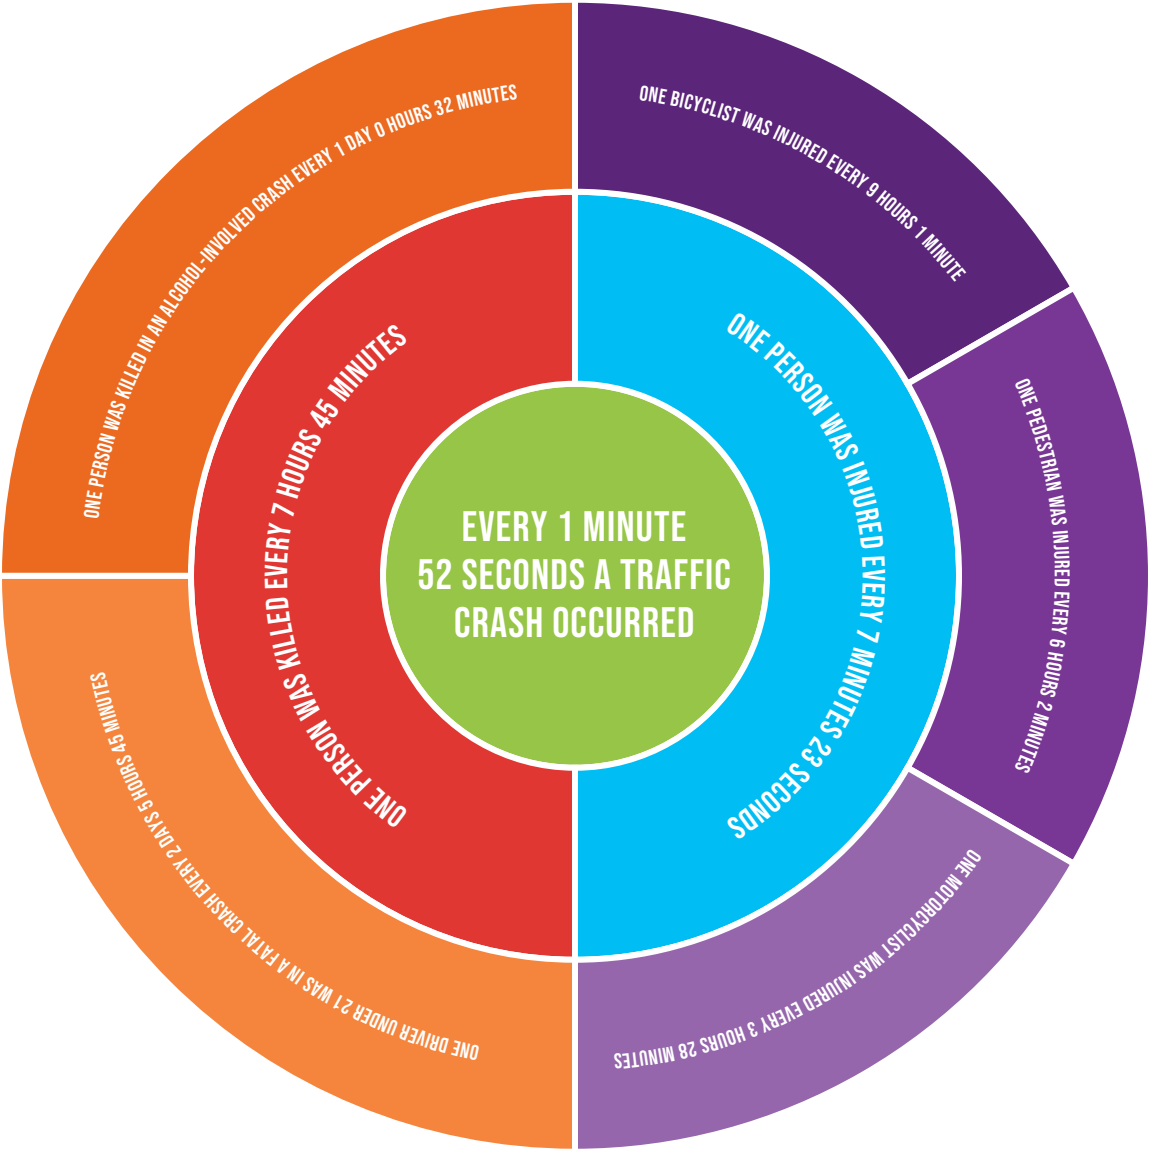 EVERY 1 MINUTE
52 SECONDS A TRAFFIC
CRASH OCCURRED
ONE PERSON WAS KILLED EVERY 7 HOURS 45 MINUTES
ONE PERSON WAS INJURED EVERY 7 MINUTES 23 SECONDS
ONE PERSON WAS KILLED IN AN ALCOHOL-INVOLVED CRASH EVERY 1 DAY 0 HOURS 32 MINUTES
ONE DRIVER UNDER 21 WAS IN A FATAL CRASH EVERY 2 DAYS 5 HOURS 45 MINUTES
ONE BICYCLIST WAS INJURED EVERY 9 HOURS 1 MINUTE
ONE PEDESTRIAN WAS INJURED EVERY 6 HOURS 2 MINUTES
ONE MOTORCYCLIST WAS INJURED EVERY 3 HOURS 28 MINUTES